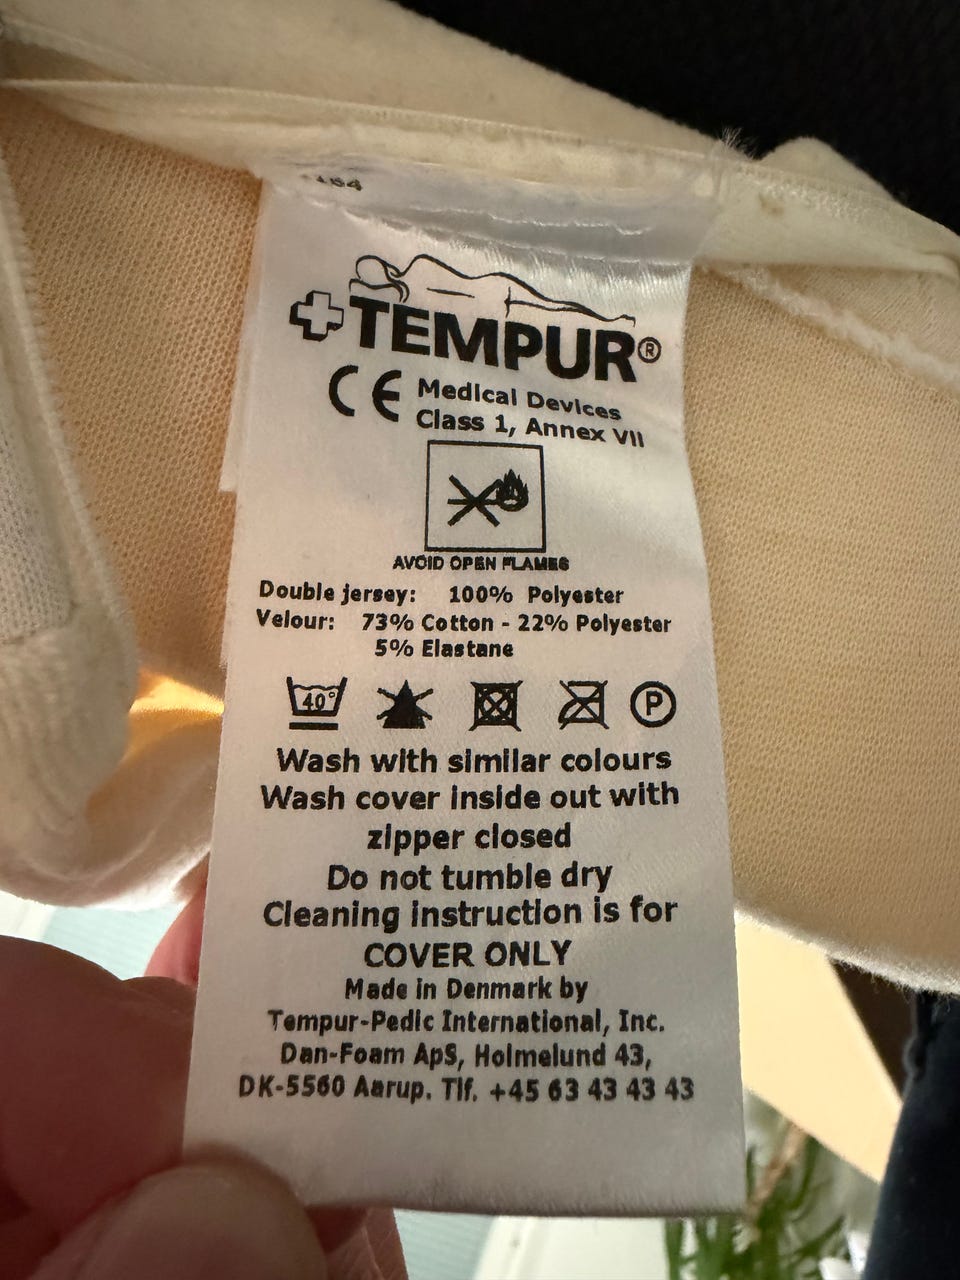 TEMPUR®
CE Medical Devices
Class 1, Annex VII
AVOID OPEN FLAMES
Double jersey: 100% Polyester
Velour: 73% Cotton - 22% Polyester
5% Elastane
40° P
Wash with similar colours
Wash cover inside out with
zipper closed
Do not tumble dry
Cleaning instruction is for
COVER ONLY
Made in Denmark by
Tempur-Pedic International, Inc.
Dan-Foam ApS, Holmelund 43,
DK-5560 Aarup. Tlf. +45 63 43 43 43